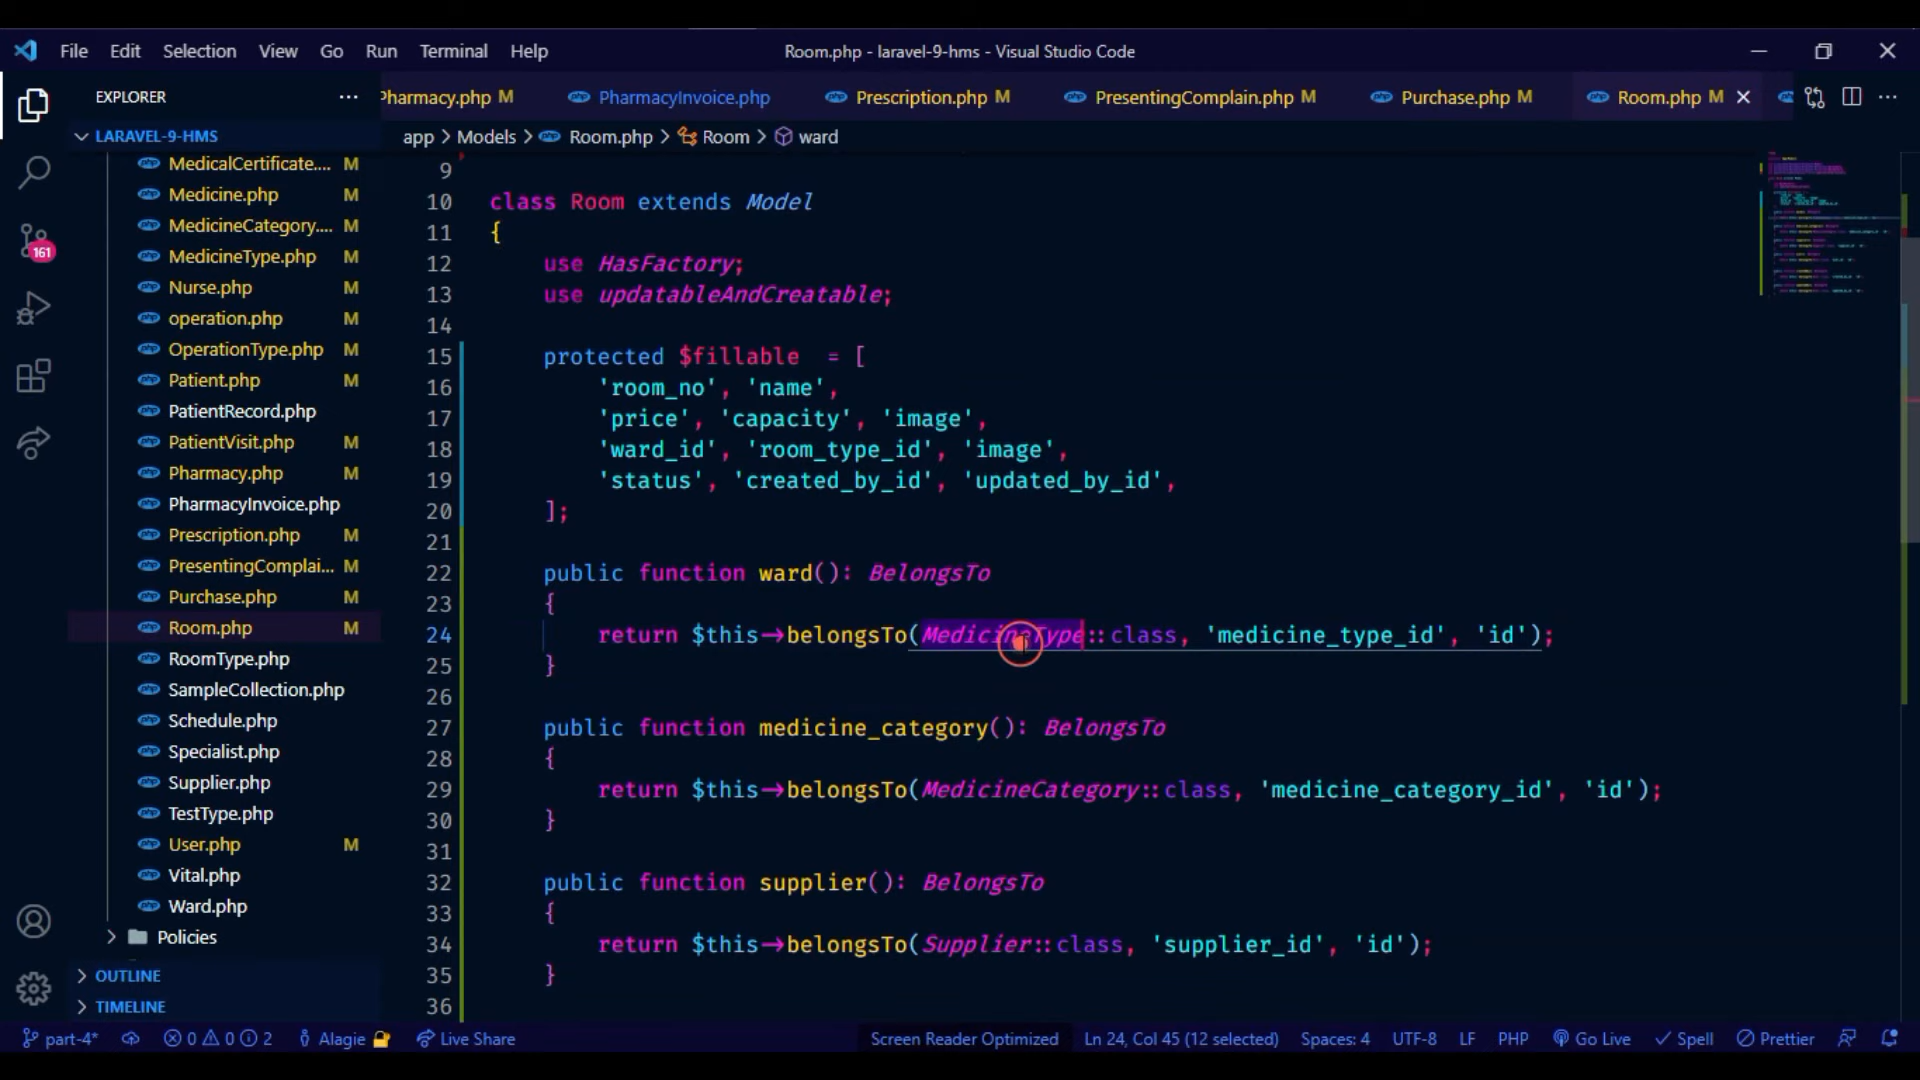 File Edit Selection View Go Run Terminal Help
Room.php - laravel-9-hms - Visual Studio Code
EXPLORER
Pharmacy.php M
PharmacyInvoice.php
Prescription.php M
PresentingComplain.php M
Purchase.php M
Room.php M
LARAVEL-9-HMS
app > Models > Room.php > Room > ward
MedicalCertificate.... M
Medicine.php M
MedicineCategory.... M
MedicineType.php M
Nurse.php M
operation.php M
OperationType.php M
Patient.php M
PatientRecord.php
PatientVisit.php M
Pharmacy.php M
PharmacyInvoice.php
Prescription.php M
PresentingComplai... M
Purchase.php M
Room.php M
RoomType.php
SampleCollection.php
Schedule.php
Specialist.php
Supplier.php
TestType.php
User.php M
Vital.php
Ward.php
Policies
OUTLINE
TIMELINE
161
9
10 class Room extends Model
11 {
12 use HasFactory;
13 use updatableAndCreatable;
14
15 protected $fillable = [
16 'room_no', 'name',
17 'price', 'capacity', 'image',
18 'ward_id', 'room_type_id', 'image',
19 'status', 'created_by_id', 'updated_by_id',
20 ];
21
22 public function ward(): BelongsTo
23 {
24 return $this->belongsTo(MedicineType::class, 'medicine_type_id', 'id');
25 }
26
27 public function medicine_category(): BelongsTo
28 {
29 return $this->belongsTo(MedicineCategory::class, 'medicine_category_id', 'id');
30 }
31
32 public function supplier(): BelongsTo
33 {
34 return $this->belongsTo(Supplier::class, 'supplier_id', 'id');
35 }
36
part-4* 0 0 2 Alagie Live Share Screen Reader Optimized Ln 24, Col 45 (12 selected) Spaces: 4 UTF-8 LF PHP Go Live Spell Prettier